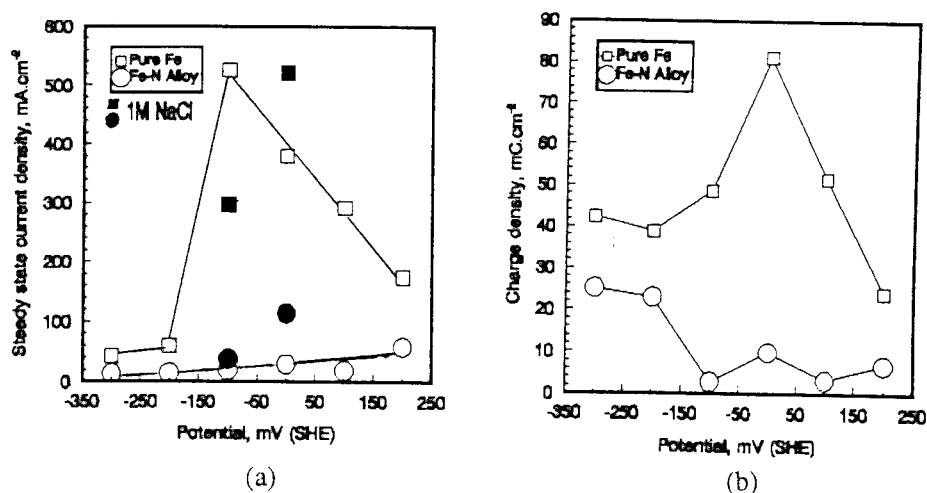 600
500
400
300
200
100
0
-350 -250 -150 -50 50 150 250
Steady state current density, mA.cm⁻²
Potential, mV (SHE)
Pure Fe
Fe-N Alloy
1M NaCl
(a)
90
80
70
60
50
40
30
20
10
0
-350 -250 -150 -50 50 150 250
Charge density, mC.cm⁻²
Potential, mV (SHE)
Pure Fe
Fe-N Alloy
(b)